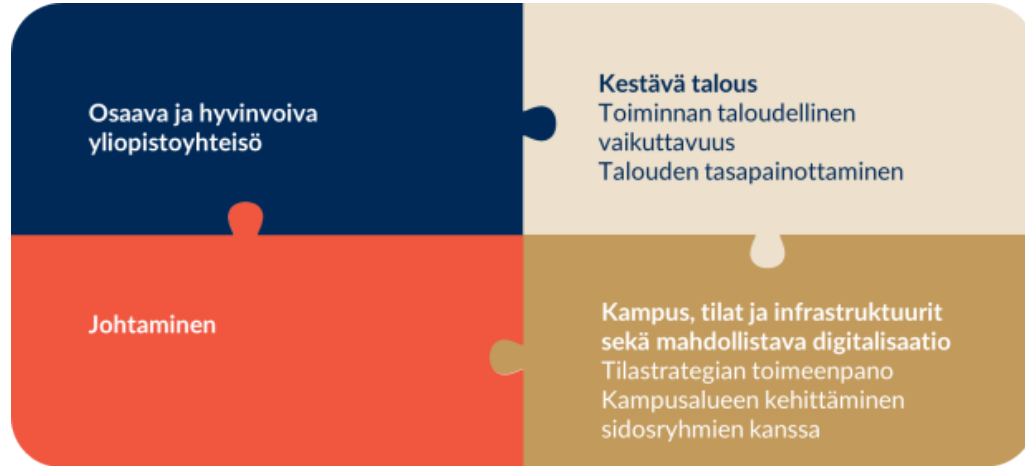 Osaava ja hyvinvoiva
yliopistoyhteisö
Kestävä talous
Toiminnan taloudellinen
vaikuttavuus
Talouden tasapainottaminen
Johtaminen
Kampus, tilat ja infrastruktuurit
sekä mahdollistava digitalisaatio
Tilastrategian toimeenpano
Kampusalueen kehittäminen
sidosryhmien kanssa